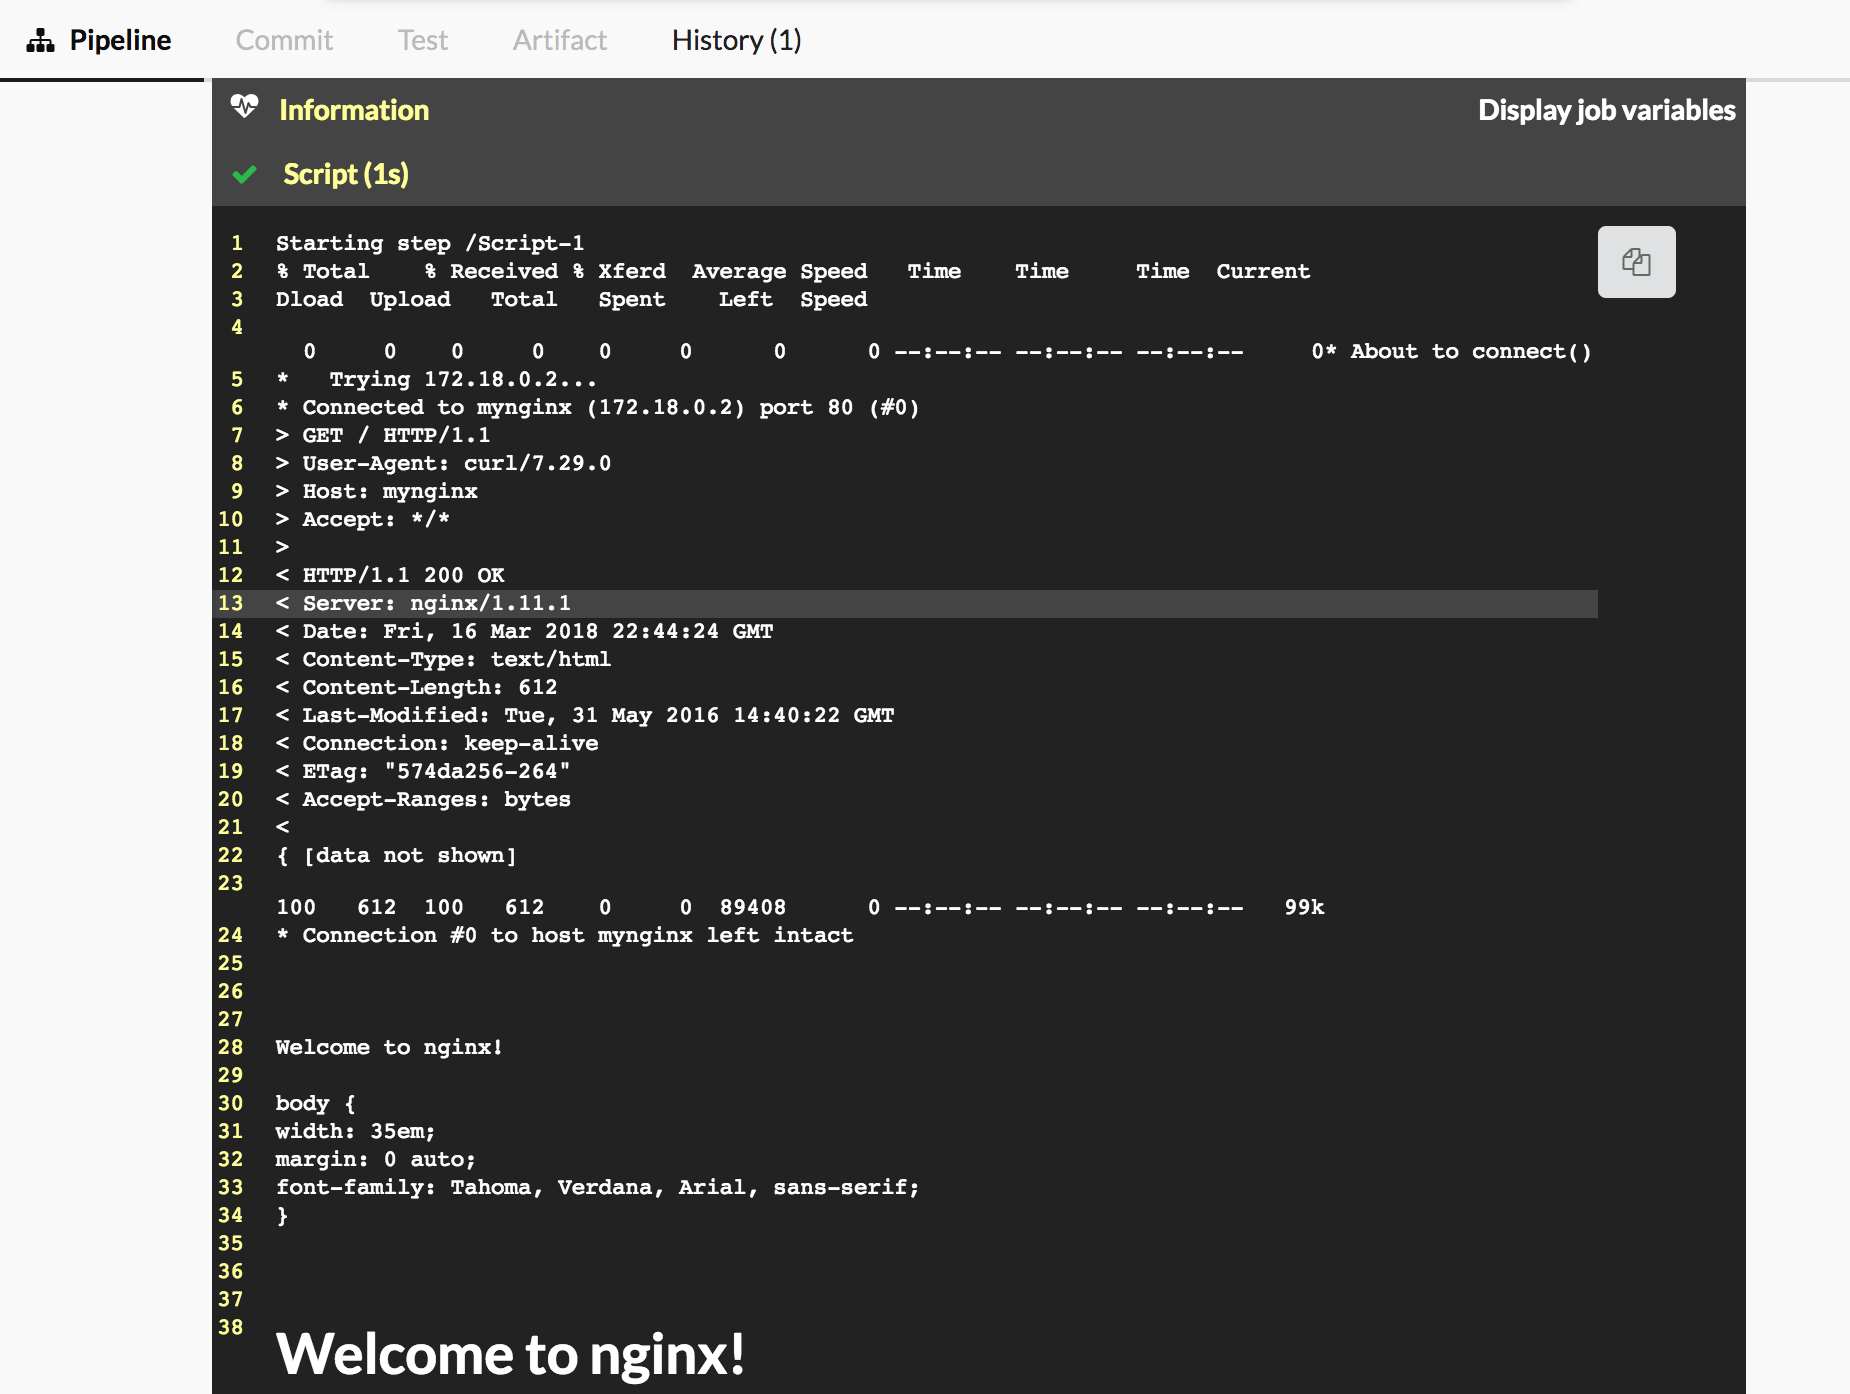 Pipeline Commit Test Artifact History (1)
Information Display job variables
Script (1s)
1 Starting step /Script-1
2 % Total    % Received % Xferd  Average Speed   Time    Time     Time  Current
3 Dload  Upload   Total   Spent    Left  Speed
4
  0     0    0     0    0     0      0      0 --:--:-- --:--:-- --:--:--     0* About to connect()
5 *   Trying 172.18.0.2...
6 * Connected to mynginx (172.18.0.2) port 80 (#0)
7 > GET / HTTP/1.1
8 > User-Agent: curl/7.29.0
9 > Host: mynginx
10 > Accept: */*
11 >
12 < HTTP/1.1 200 OK
13 < Server: nginx/1.11.1
14 < Date: Fri, 16 Mar 2018 22:44:24 GMT
15 < Content-Type: text/html
16 < Content-Length: 612
17 < Last-Modified: Tue, 31 May 2016 14:40:22 GMT
18 < Connection: keep-alive
19 < ETag: "574da256-264"
20 < Accept-Ranges: bytes
21 <
22 { [data not shown]
23
100   612  100   612    0     0  89408      0 --:--:-- --:--:-- --:--:--   99k
24 * Connection #0 to host mynginx left intact
25
26
27
28 Welcome to nginx!
29
30 body {
31 width: 35em;
32 margin: 0 auto;
33 font-family: Tahoma, Verdana, Arial, sans-serif;
34 }
35
36
37
38
Welcome to nginx!